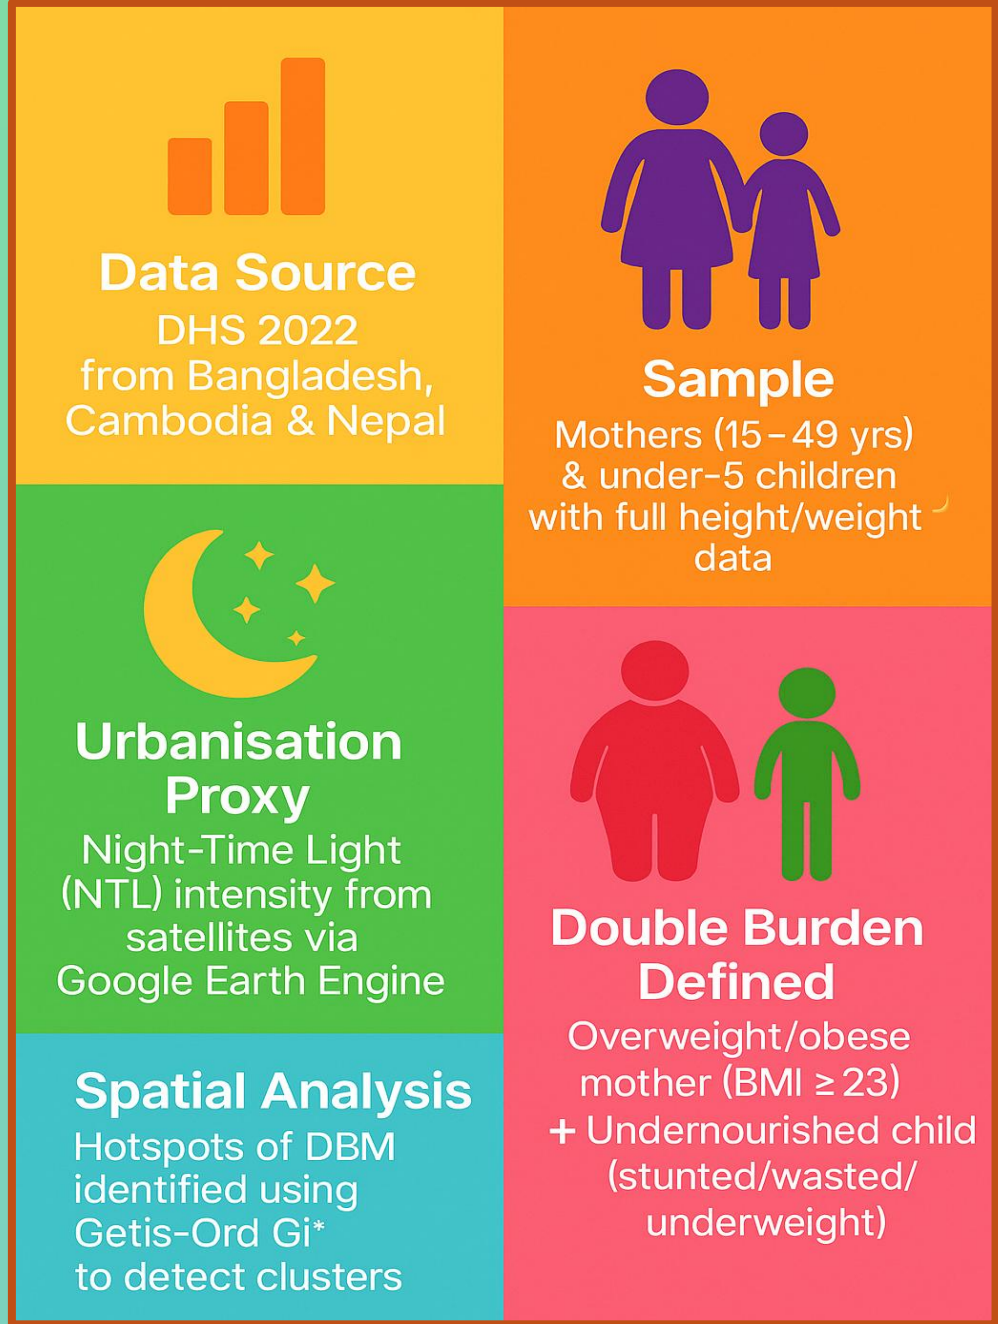 Data Source
DHS 2022
from Bangladesh,
Cambodia & Nepal
Sample
Mothers (15–49 yrs)
& under-5 children
with full height/weight
data
Urbanisation
Proxy
Night-Time Light
(NTL) intensity from
satellites via
Google Earth Engine
Double Burden
Defined
Overweight/obese
mother (BMI ≥ 23)
+ Undernourished child
(stunted/wasted/
underweight)
Spatial Analysis
Hotspots of DBM
identified using
Getis-Ord Gi*
to detect clusters